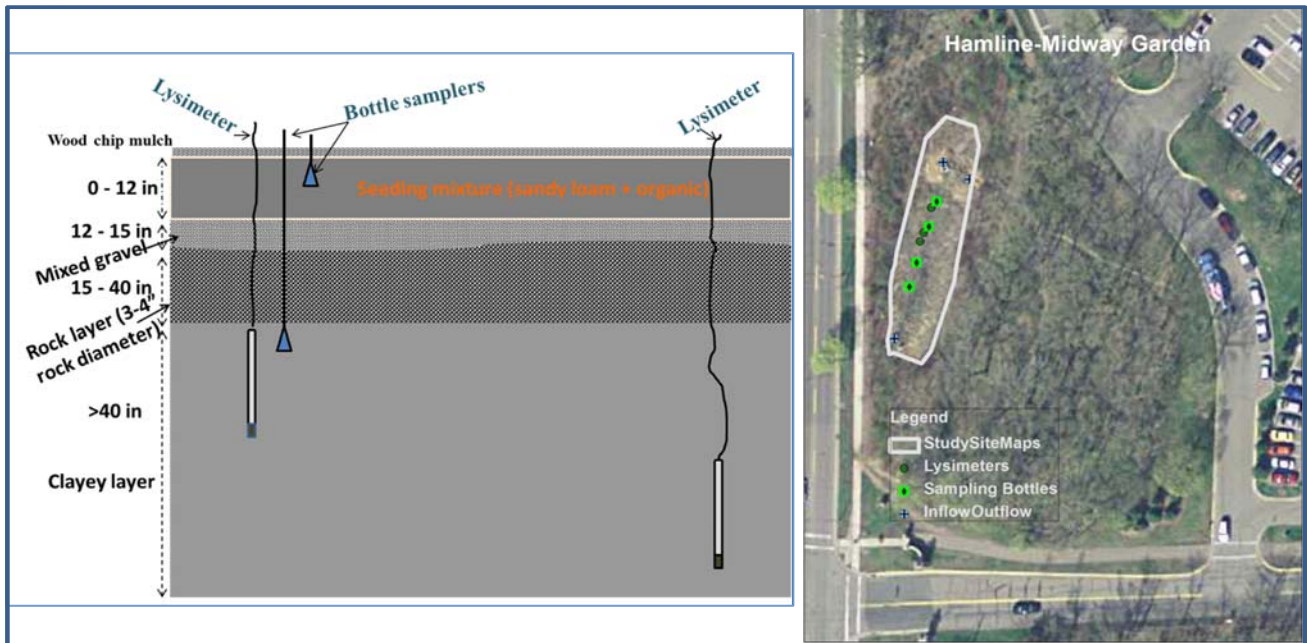 Lysimeter
Bottle samplers
Lysimeter
Wood chip mulch
0 - 12 in
Seeding mixture (sandy loam + organic)
12 - 15 in
Mixed gravel
15 - 40 in
Rock layer (3-4"
rock diameter)
>40 in
Clayey layer
Hamline-Midway Garden
Legend
StudySiteMaps
Lysimeters
Sampling Bottles
InflowOutflow